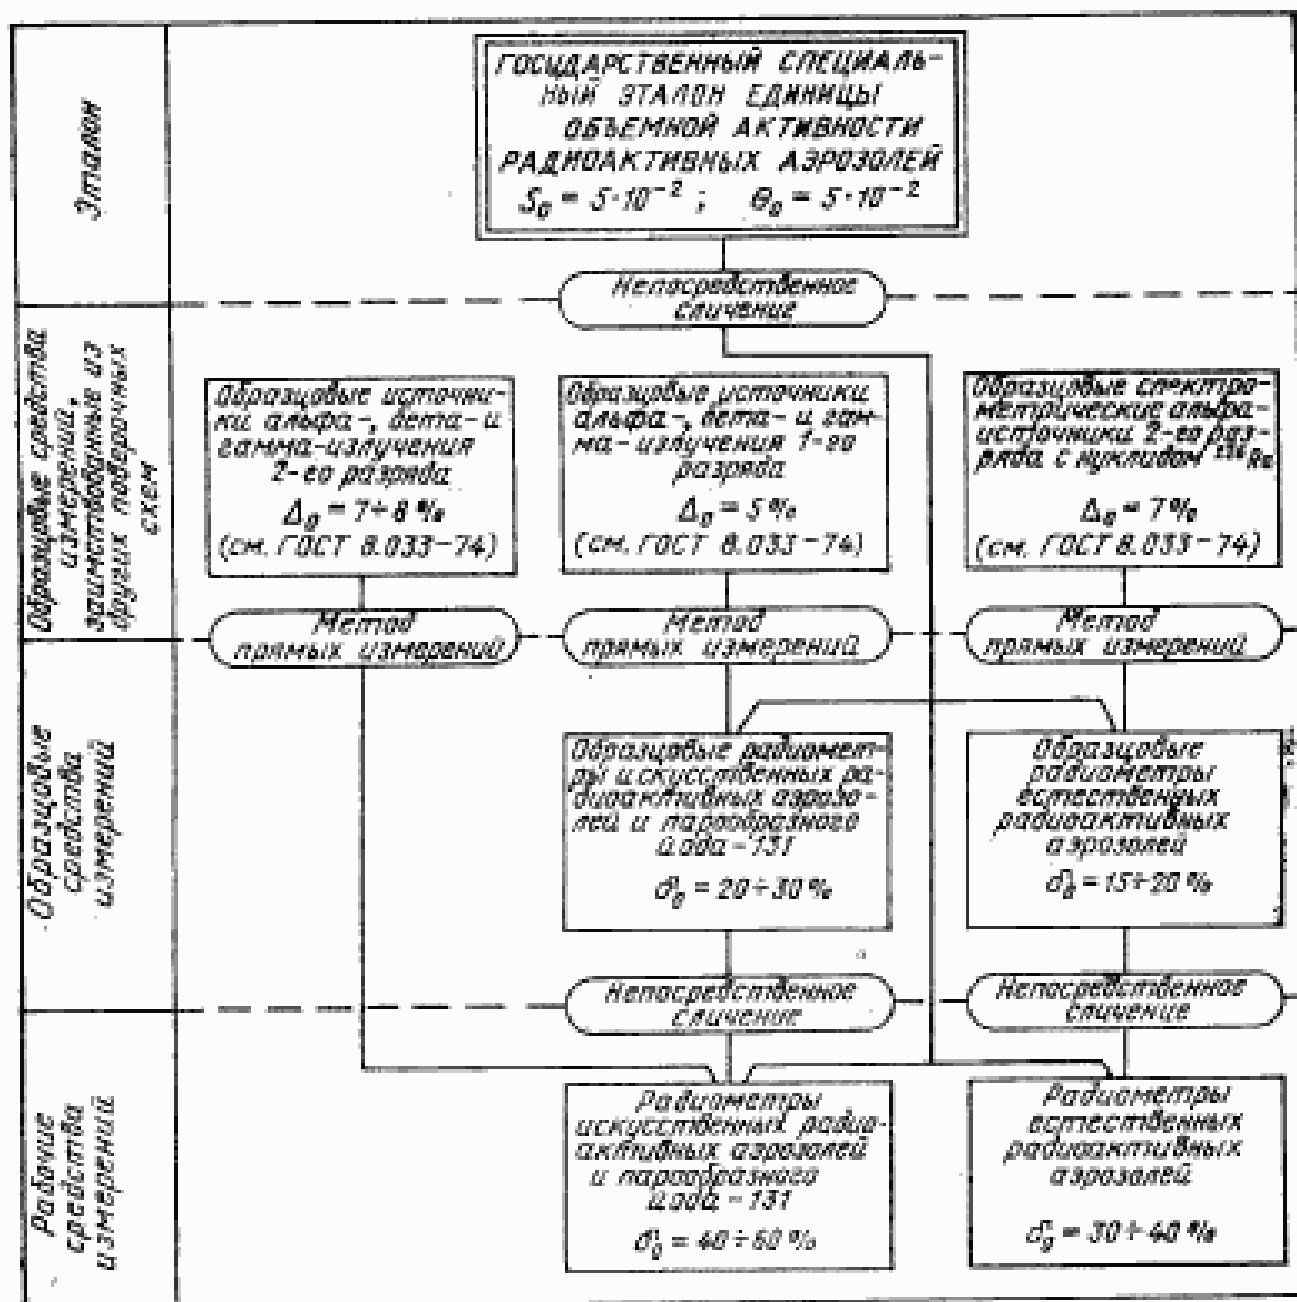 Эталон
ГОСУДАРСТВЕННЫЙ СПЕЦИАЛЬ-
НЫЙ ЭТАЛОН ЕДИНИЦЫ
ОБЪЕМНОЙ АКТИВНОСТИ
РАДИОАКТИВНЫХ АЭРОЗОЛЕЙ
S₀ = 5·10⁻² ; Θ₀ = 5·10⁻²
Непосредственное
сличение
Образцовые средства
измерений,
заимствованные из
других поверочных
схем
Образцовые источни-
ки альфа-, бета- и
гамма-излучения
2-го разряда
Δ₀ = 7÷8 %
(см. ГОСТ 8.033-74)
Образцовые источники
альфа-, бета- и гам-
ма-излучения 1-го
разряда
Δ₀ = 5 %
(см. ГОСТ 8.033-74)
Образцовые спектро-
метрические альфа-
источники 2-го раз-
ряда с нуклидом ²²⁶Ra
Δ₀ = 7 %
(см. ГОСТ 8.033-74)
Метод
прямых измерений
Метод
прямых измерений
Метод
прямых измерений
Образцовые
средства
измерений
Образцовые радиомет-
ры искусственных ра-
диоактивных аэрозо-
лей и парообразного
йода-131
δ₀ = 20÷30 %
Образцовые
радиометры
естественных
радиоактивных
аэрозолей
δ₀ = 15÷20 %
Непосредственное
сличение
Непосредственное
сличение
Рабочие
средства
измерений
Радиометры
искусственных радио-
активных аэрозолей
и парообразного
йода-131
δ₀ = 40÷60 %
Радиометры
естественных
радиоактивных
аэрозолей
δ₀ = 30÷40 %